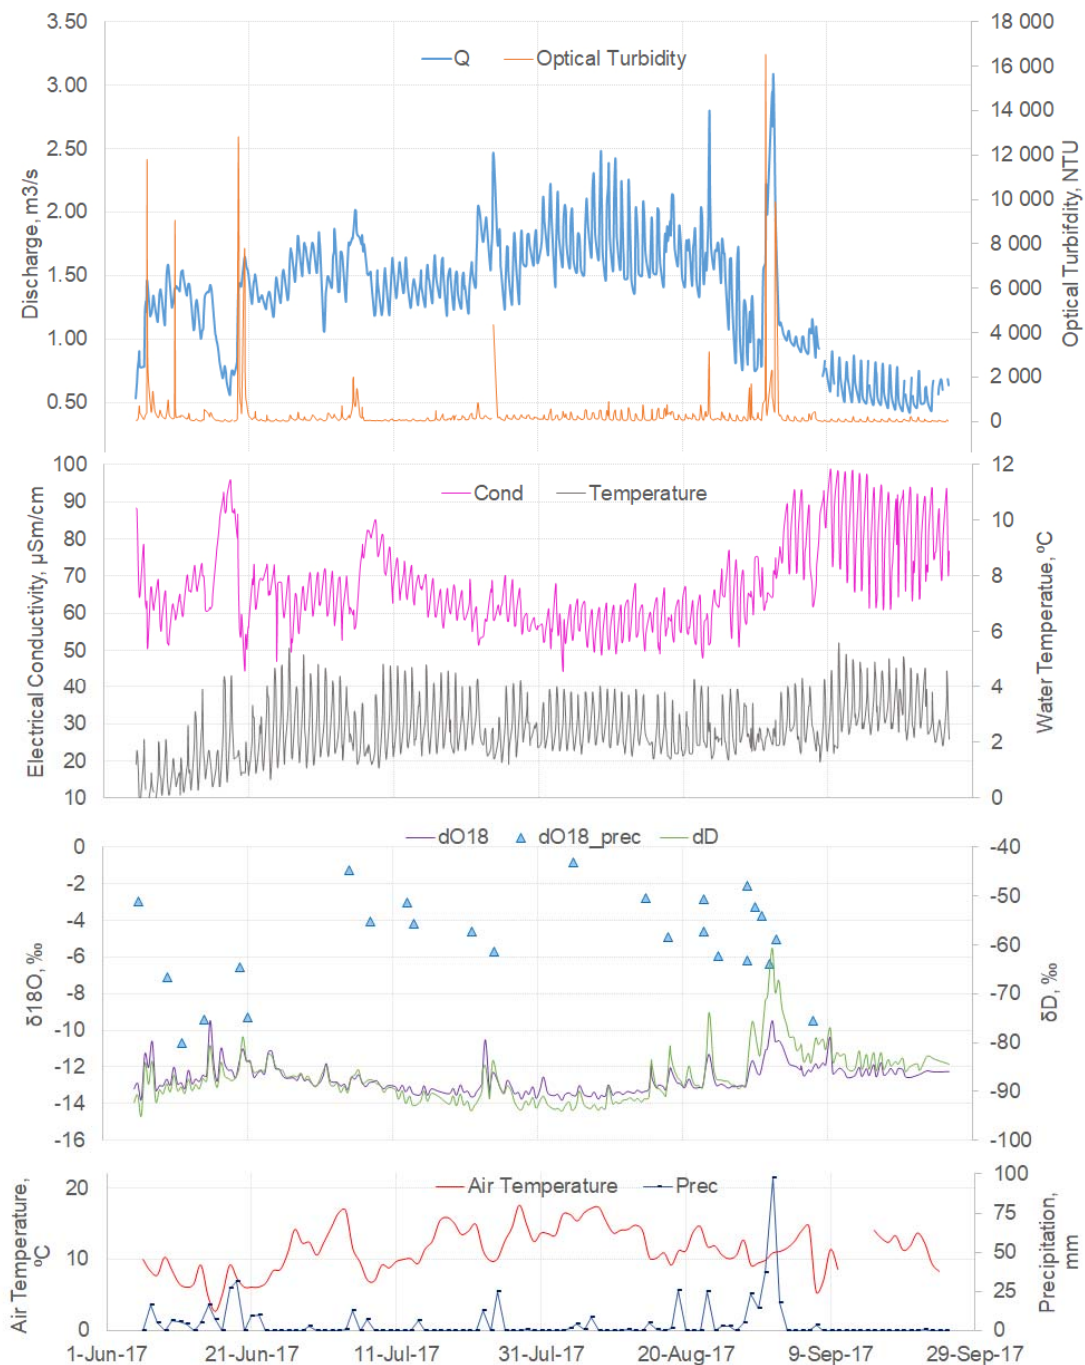 3.50
3.00
2.50
2.00
1.50
1.00
0.50
Discharge, m3/s
Q
Optical Turbidity
18 000
16 000
14 000
12 000
10 000
8 000
6 000
4 000
2 000
0
Optical Turbifdity, NTU
100
90
80
70
60
50
40
30
20
10
Electrical Conductivity, µSm/cm
Cond
Temperature
12
10
8
6
4
2
0
Water Temperatue, ºC
0
-2
-4
-6
-8
-10
-12
-14
-16
δ18O, ‰
dO18
dO18_prec
dD
-40
-50
-60
-70
-80
-90
-100
δD, ‰
20
10
0
Air Temperature,
ºC
Air Temperature
Prec
100
75
50
25
0
Precipitation,
mm
1-Jun-17
21-Jun-17
11-Jul-17
31-Jul-17
20-Aug-17
9-Sep-17
29-Sep-17